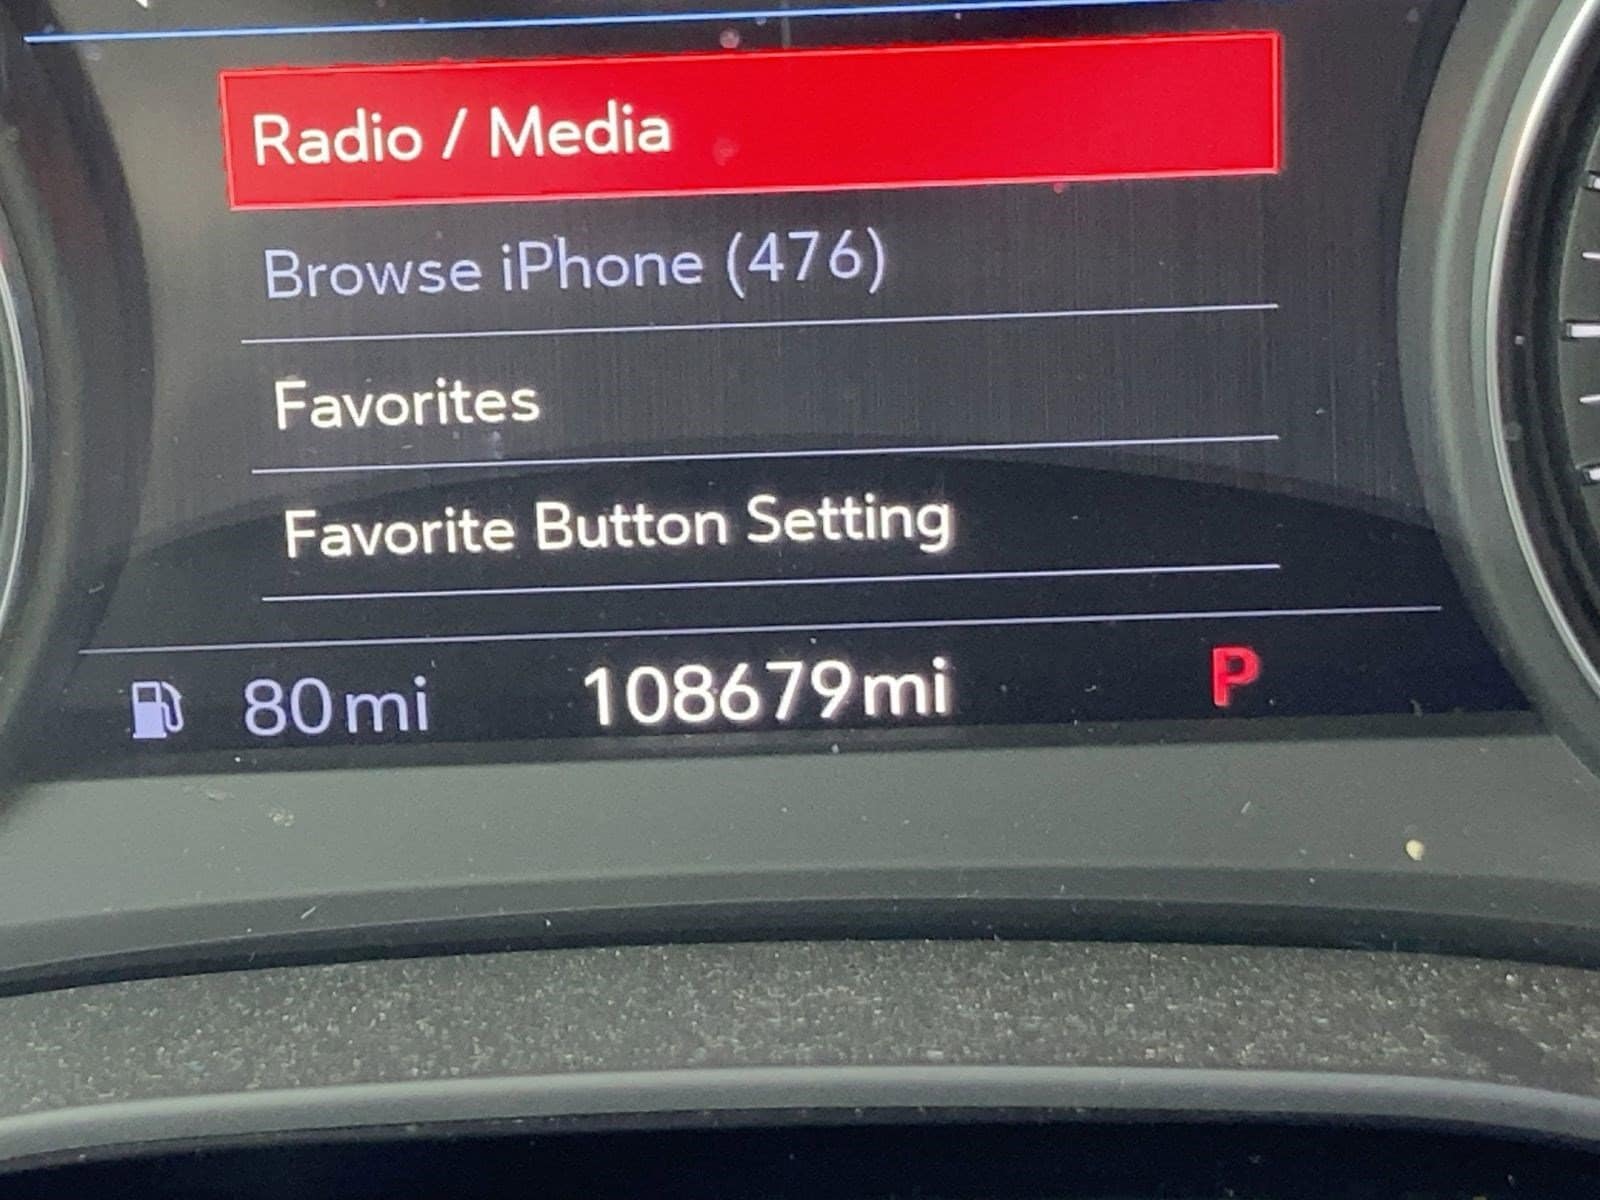 Radio / Media
Browse iPhone (476)
Favorites
Favorite Button Setting
80mi 108679mi P